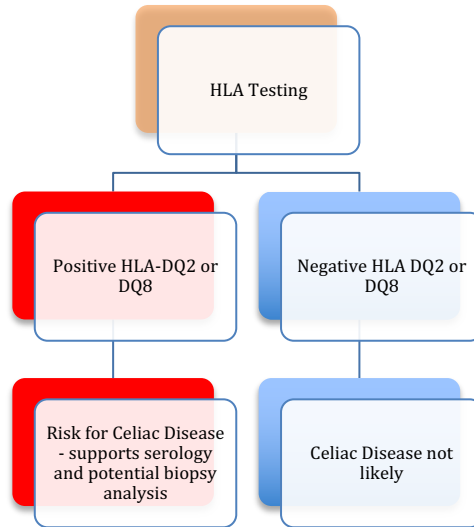 HLA Testing
Positive HLA-DQ2 or
DQ8
Negative HLA DQ2 or
DQ8
Risk for Celiac Disease
- supports serology
and potential biopsy
analysis
Celiac Disease not
likely